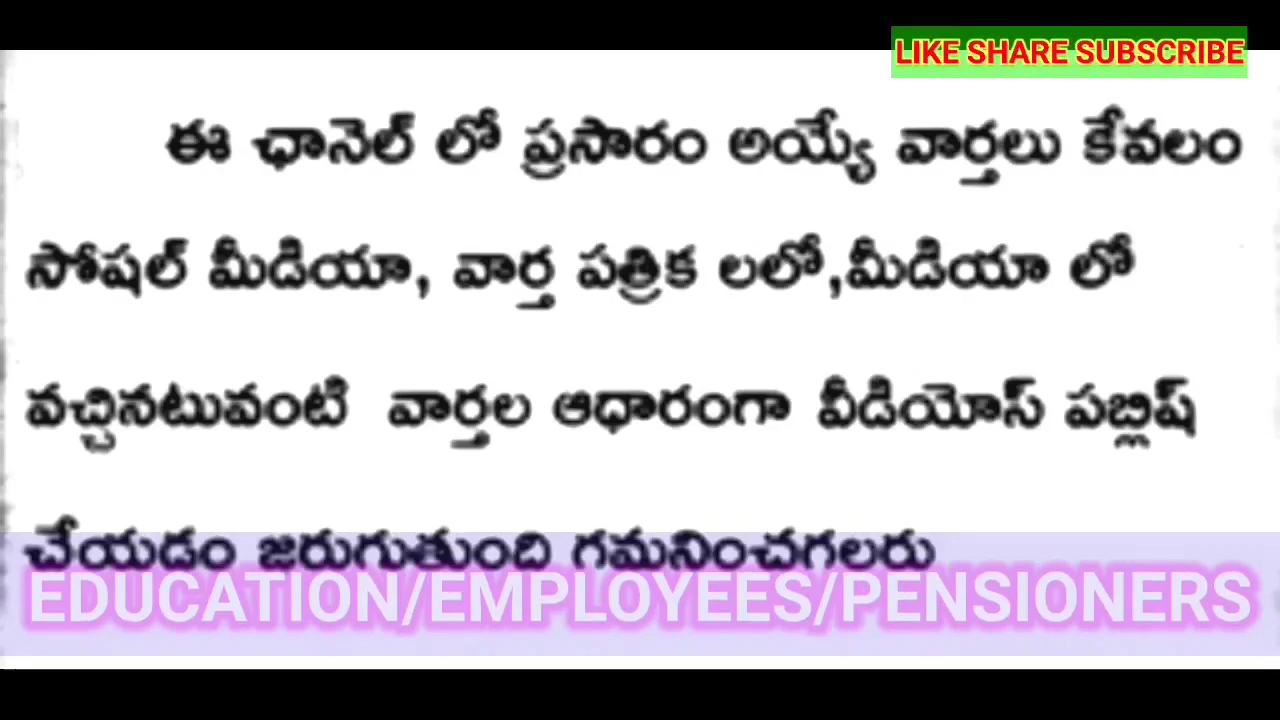 LIKE SHARE SUBSCRIBE
ఈ ఛానెల్ లో ప్రసారం అయ్యే వార్తలు కేవలం
సోషల్ మీడియా, వార్త పత్రిక లలో,మీడియా లో
వచ్చినటువంటి వార్తల ఆధారంగా వీడియోస్ పబ్లిష్
చేయడం జరుగుతుంది గమనించగలరు
EDUCATION/EMPLOYEES/PENSIONERS